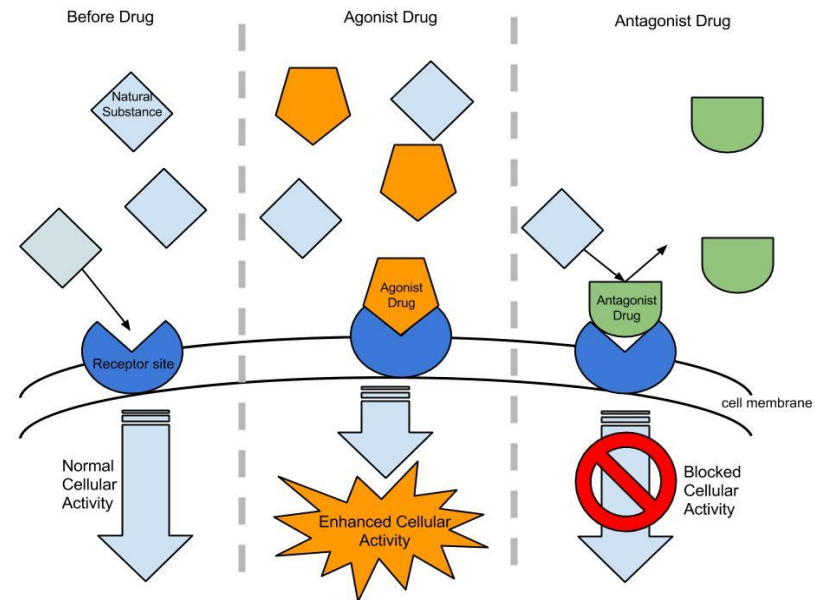 Before Drug
Agonist Drug
Antagonist Drug
Natural
Substance
Agonist
Drug
Antagonist
Drug
Receptor site
cell membrane
Normal
Cellular
Activity
Enhanced Cellular
Activity
Blocked
Cellular
Activity